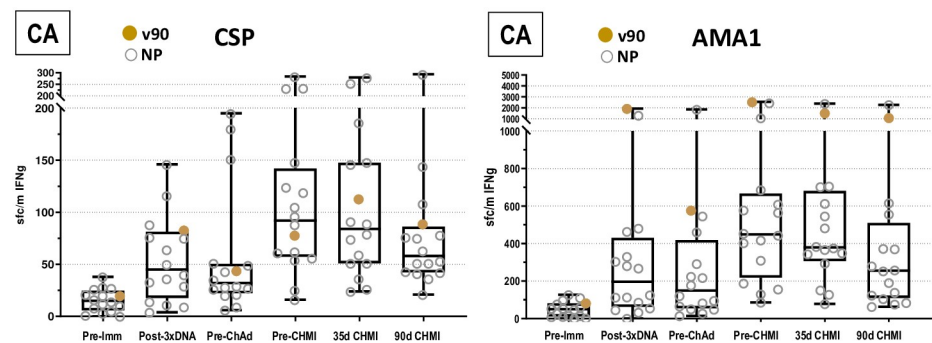 CA
v90
NP
CSP
sfc/m IFNg
300
250
200
200
150
100
50
0
Pre-Imm
Post-3xDNA
Pre-ChAd
Pre-CHMI
35d CHMI
90d CHMI
CA
v90
NP
AMA1
sfc/m IFNg
5000
4000
3000
2000
1000
1000
800
600
400
200
0
Pre-Imm
Post-3xDNA
Pre-ChAd
Pre-CHMI
35d CHMI
90d CHMI